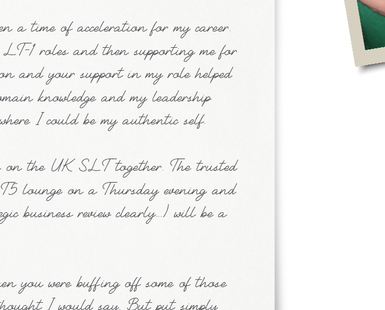 en a time of acceleration for my career.
LT-1 roles and then supporting me for
on and your support in my role helped
omain knowledge and my leadership
where I could be my authentic self.
on the UK SLT together. The trusted
T5 lounge on a Thursday evening and
egic business review clearly...) I will be a
en you were buffing off some of those
thought I would say. But put simply